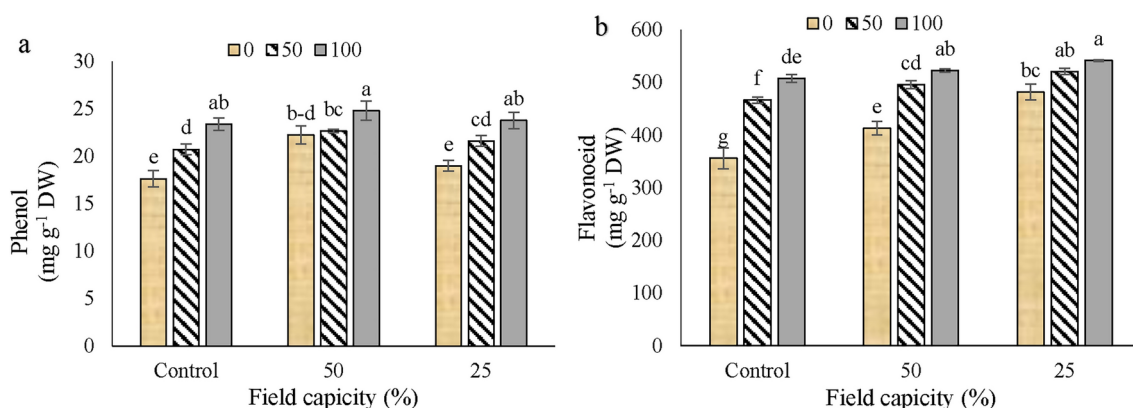 a
0 50 100
Phenol
(mg g-1 DW)
30
25
20
15
10
5
0
e d ab
b-d bc a
e cd ab
Control 50 25
Field capicity (%)
b
0 50 100
Flavonoeid
(mg g-1 DW)
600
500
400
300
200
100
0
g f de
e cd ab
bc ab a
Control 50 25
Field capicity (%)